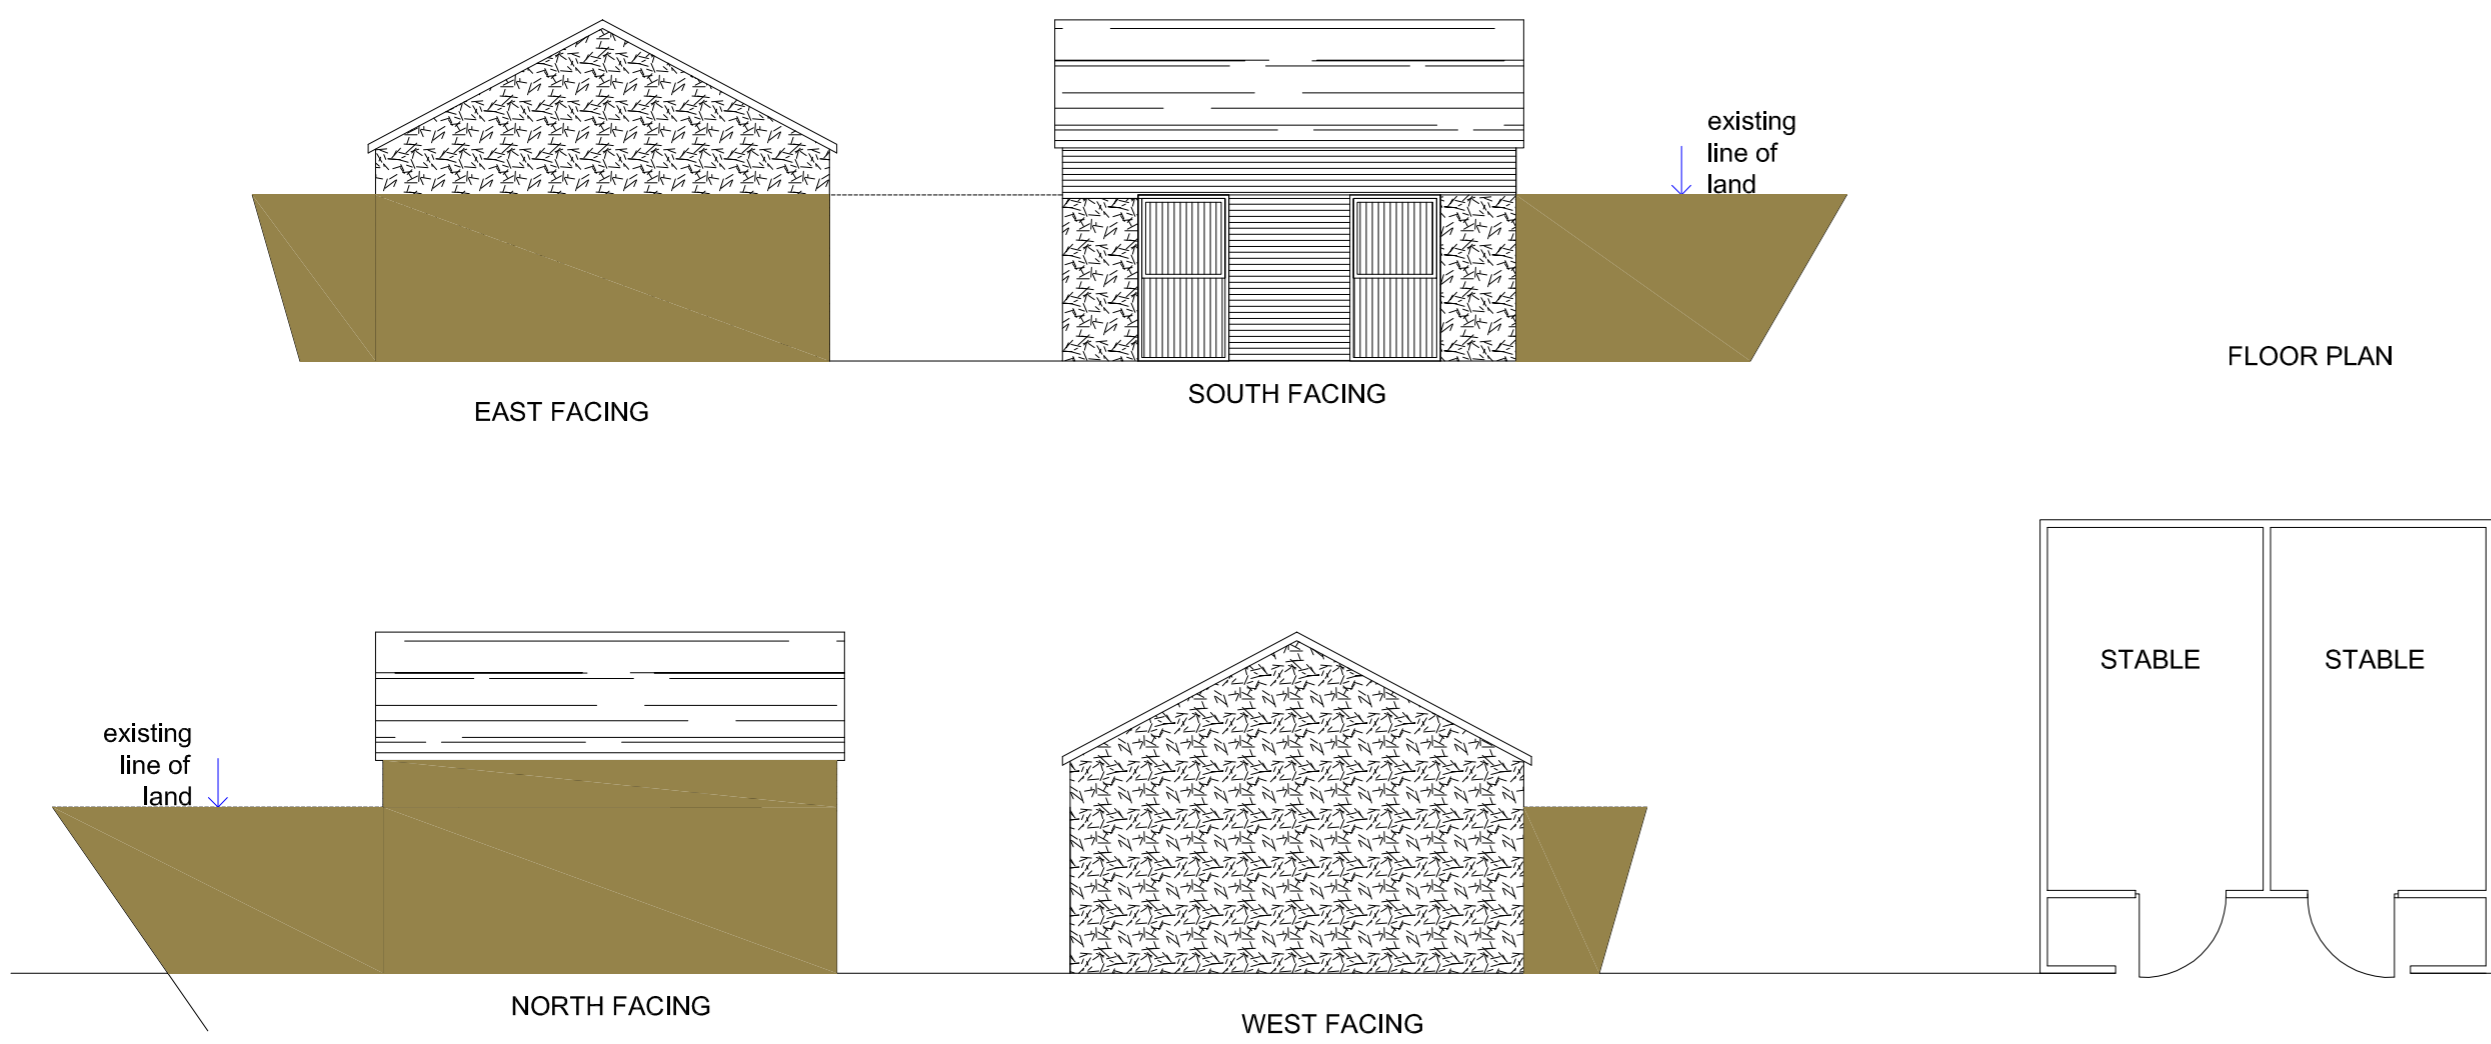 existing
line of
land
FLOOR PLAN
EAST FACING
SOUTH FACING
STABLE
STABLE
existing
line of
land
NORTH FACING
WEST FACING